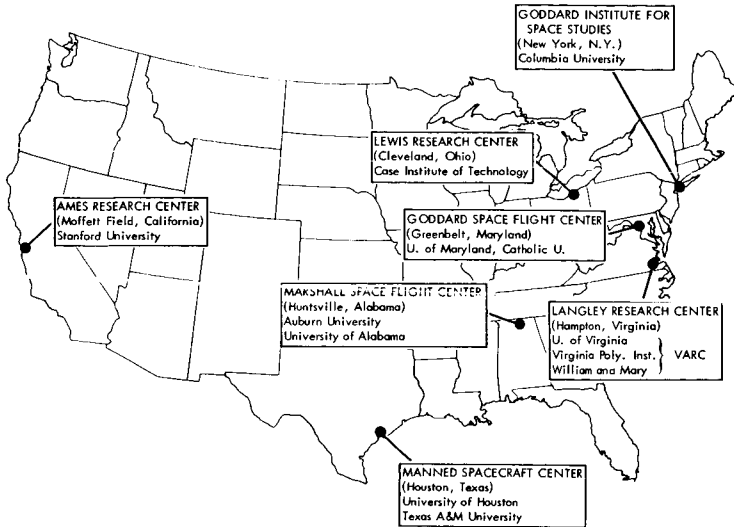 GODDARD INSTITUTE FOR
SPACE STUDIES
(New York, N.Y.)
Columbia University
LEWIS RESEARCH CENTER
(Cleveland, Ohio)
Case Institute of Technology
AMES RESEARCH CENTER
(Moffett Field, California)
Stanford University
GODDARD SPACE FLIGHT CENTER
(Greenbelt, Maryland)
U. of Maryland, Catholic U.
MARSHALL SPACE FLIGHT CENTER
(Huntsville, Alabama)
Auburn University
University of Alabama
LANGLEY RESEARCH CENTER
(Hampton, Virginia)
U. of Virginia
Virginia Poly. Inst. VARC
William and Mary
MANNED SPACECRAFT CENTER
(Houston, Texas)
University of Houston
Texas A&M University